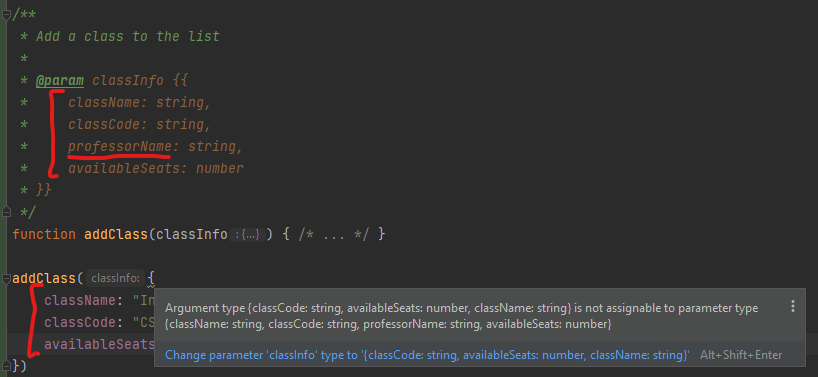 /**
* Add a class to the list
*
* @param classInfo {{
* className: string,
* classCode: string,
* professorName: string,
* availableSeats: number
* }}
*/
function addClass(classInfo :{...}) { /* ... */ }
addClass( classInfo: {
className: "In
classCode: "CS
availableSeats
})
Argument type {classCode: string, availableSeats: number, className: string} is not assignable to parameter type
{className: string, classCode: string, professorName: string, availableSeats: number}
Change parameter 'classInfo' type to '{classCode: string, availableSeats: number, className: string}' Alt+Shift+Enter